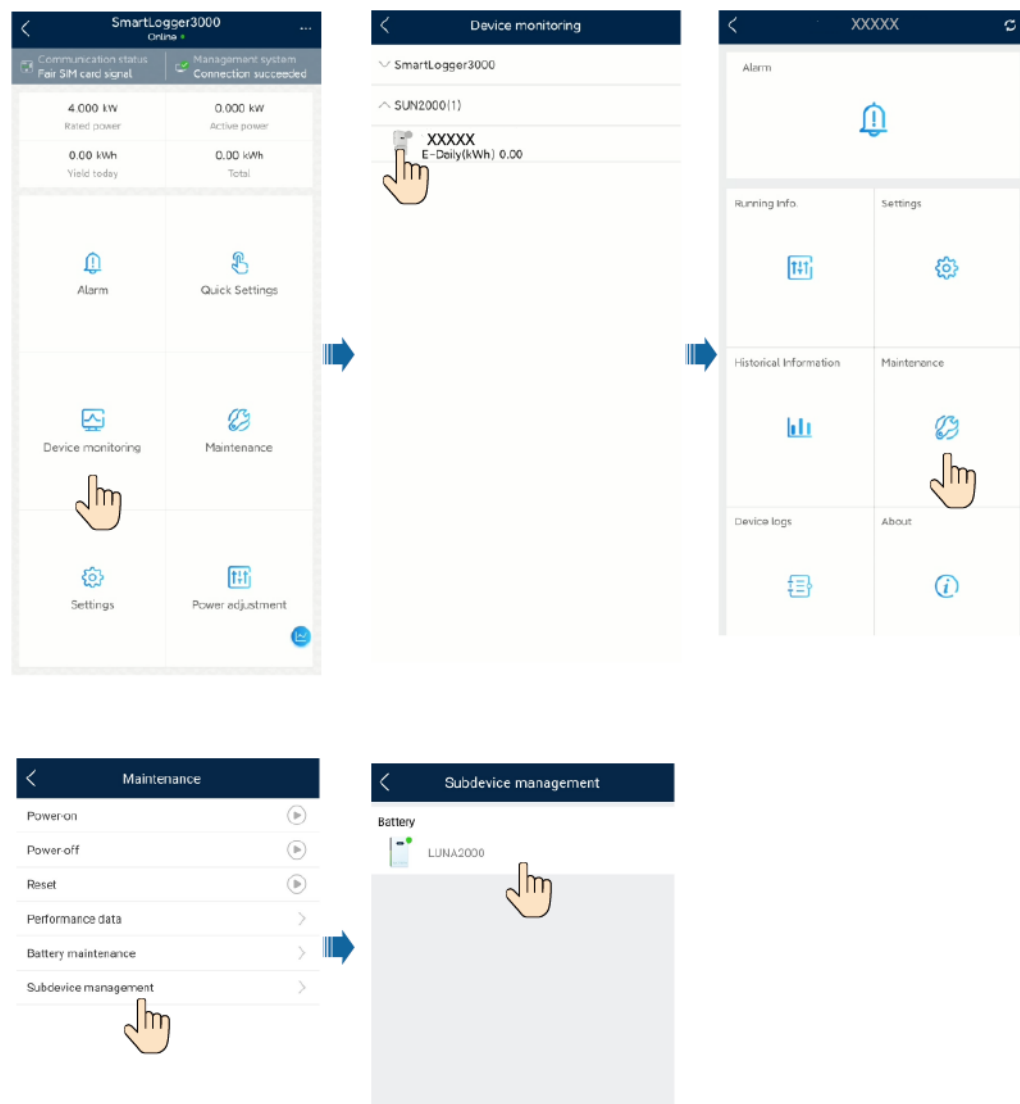 SmartLogger3000
Online
...
Communication status
Fair SIM card signal
Management system
Connection succeeded
4.000 kW
Rated power
0.000 kW
Active power
0.00 kWh
Yield today
0.00 kWh
Total
Alarm
Quick Settings
Device monitoring
Maintenance
Settings
Power adjustment
Device monitoring
SmartLogger3000
SUN2000(1)
XXXXX
E-Daily(kWh) 0.00
XXXXX
Alarm
Running Info.
Settings
Historical Information
Maintenance
Device logs
About
Maintenance
Power-on
Power-off
Reset
Performance data
Battery maintenance
Subdevice management
Subdevice management
Battery
LUNA2000